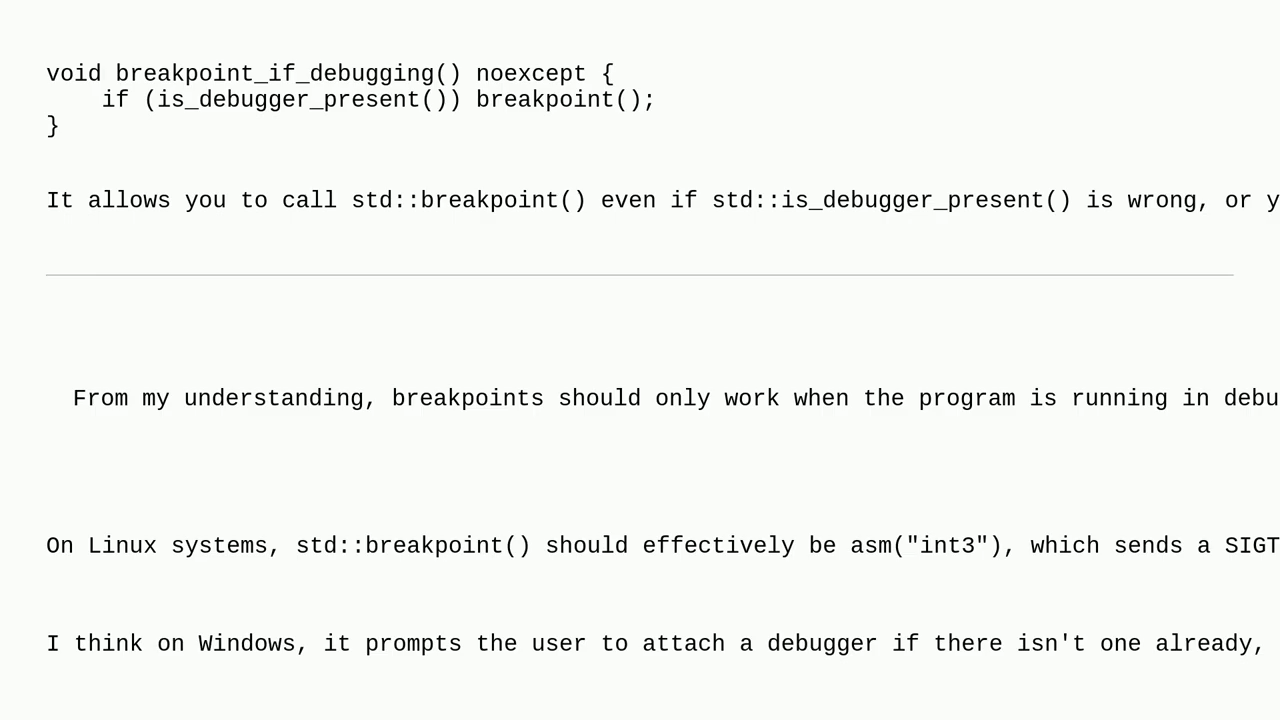 void breakpoint_if_debugging() noexcept {
    if (is_debugger_present()) breakpoint();
}
It allows you to call std::breakpoint() even if std::is_debugger_present() is wrong, or
From my understanding, breakpoints should only work when the program is running in
On Linux systems, std::breakpoint() should effectively be asm("int3"), which sends a
I think on Windows, it prompts the user to attach a debugger if there isn't one already,